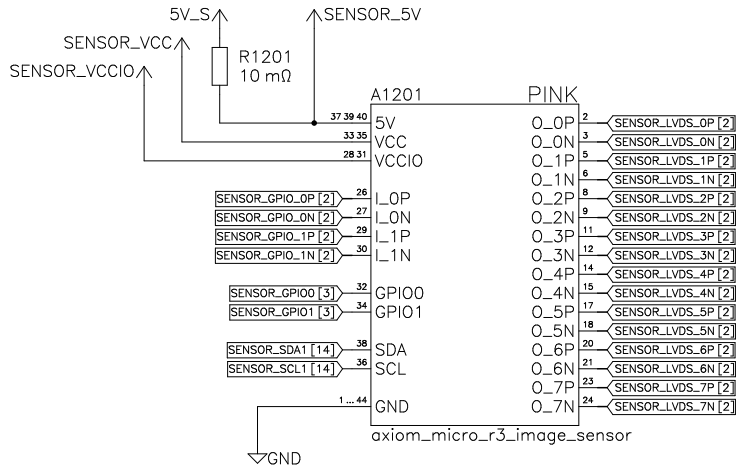 5V_S SENSOR_5V
SENSOR_VCC R1201
SENSOR_VCCIO 10 mΩ
A1201 PINK
37 39 40 5V O_0P 2 SENSOR_LVDS_0P [2]
33 35 VCC O_0N 3 SENSOR_LVDS_0N [2]
28 31 VCCIO O_1P 5 SENSOR_LVDS_1P [2]
O_1N 6 SENSOR_LVDS_1N [2]
SENSOR_GPIO_0P [2] 26 I_0P O_2P 8 SENSOR_LVDS_2P [2]
SENSOR_GPIO_0N [2] 27 I_0N O_2N 9 SENSOR_LVDS_2N [2]
SENSOR_GPIO_1P [2] 29 I_1P O_3P 11 SENSOR_LVDS_3P [2]
SENSOR_GPIO_1N [2] 30 I_1N O_3N 12 SENSOR_LVDS_3N [2]
O_4P 14 SENSOR_LVDS_4P [2]
SENSOR_GPIO0 [3] 32 GPIO0 O_4N 15 SENSOR_LVDS_4N [2]
SENSOR_GPIO1 [3] 34 GPIO1 O_5P 17 SENSOR_LVDS_5P [2]
O_5N 18 SENSOR_LVDS_5N [2]
SENSOR_SDA1 [14] 38 SDA O_6P 20 SENSOR_LVDS_6P [2]
SENSOR_SCL1 [14] 36 SCL O_6N 21 SENSOR_LVDS_6N [2]
O_7P 23 SENSOR_LVDS_7P [2]
1 ... 44 GND O_7N 24 SENSOR_LVDS_7N [2]
axiom_micro_r3_image_sensor
GND